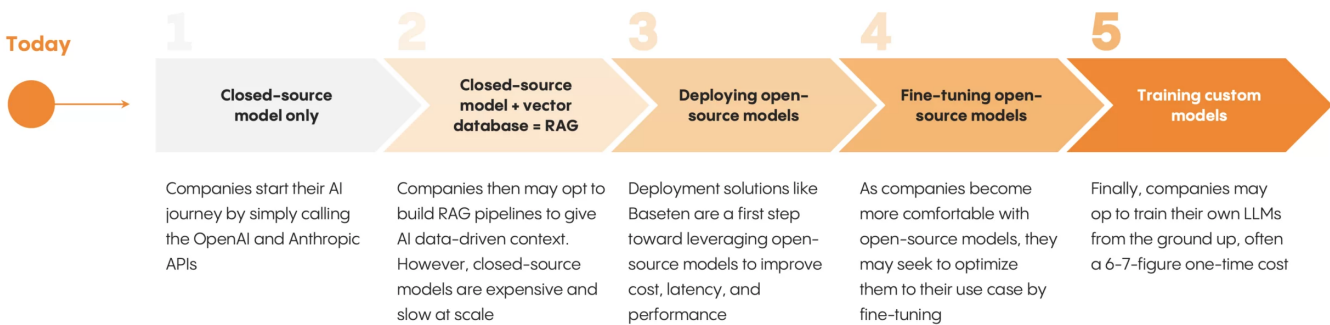 Today
1
2
3
4
5
Closed-source
model only
Closed-source
model + vector
database = RAG
Deploying open-
source models
Fine-tuning open-
source models
Training custom
models
Companies start their AI
journey by simply calling
the OpenAI and Anthropic
APIs
Companies then may opt to
build RAG pipelines to give
AI data-driven context.
However, closed-source
models are expensive and
slow at scale
Deployment solutions like
Baseten are a first step
toward leveraging open-
source models to improve
cost, latency, and
performance
As companies become
more comfortable with
open-source models, they
may seek to optimize
them to their use case by
fine-tuning
Finally, companies may
op to train their own LLMs
from the ground up, often
a 6-7-figure one-time cost